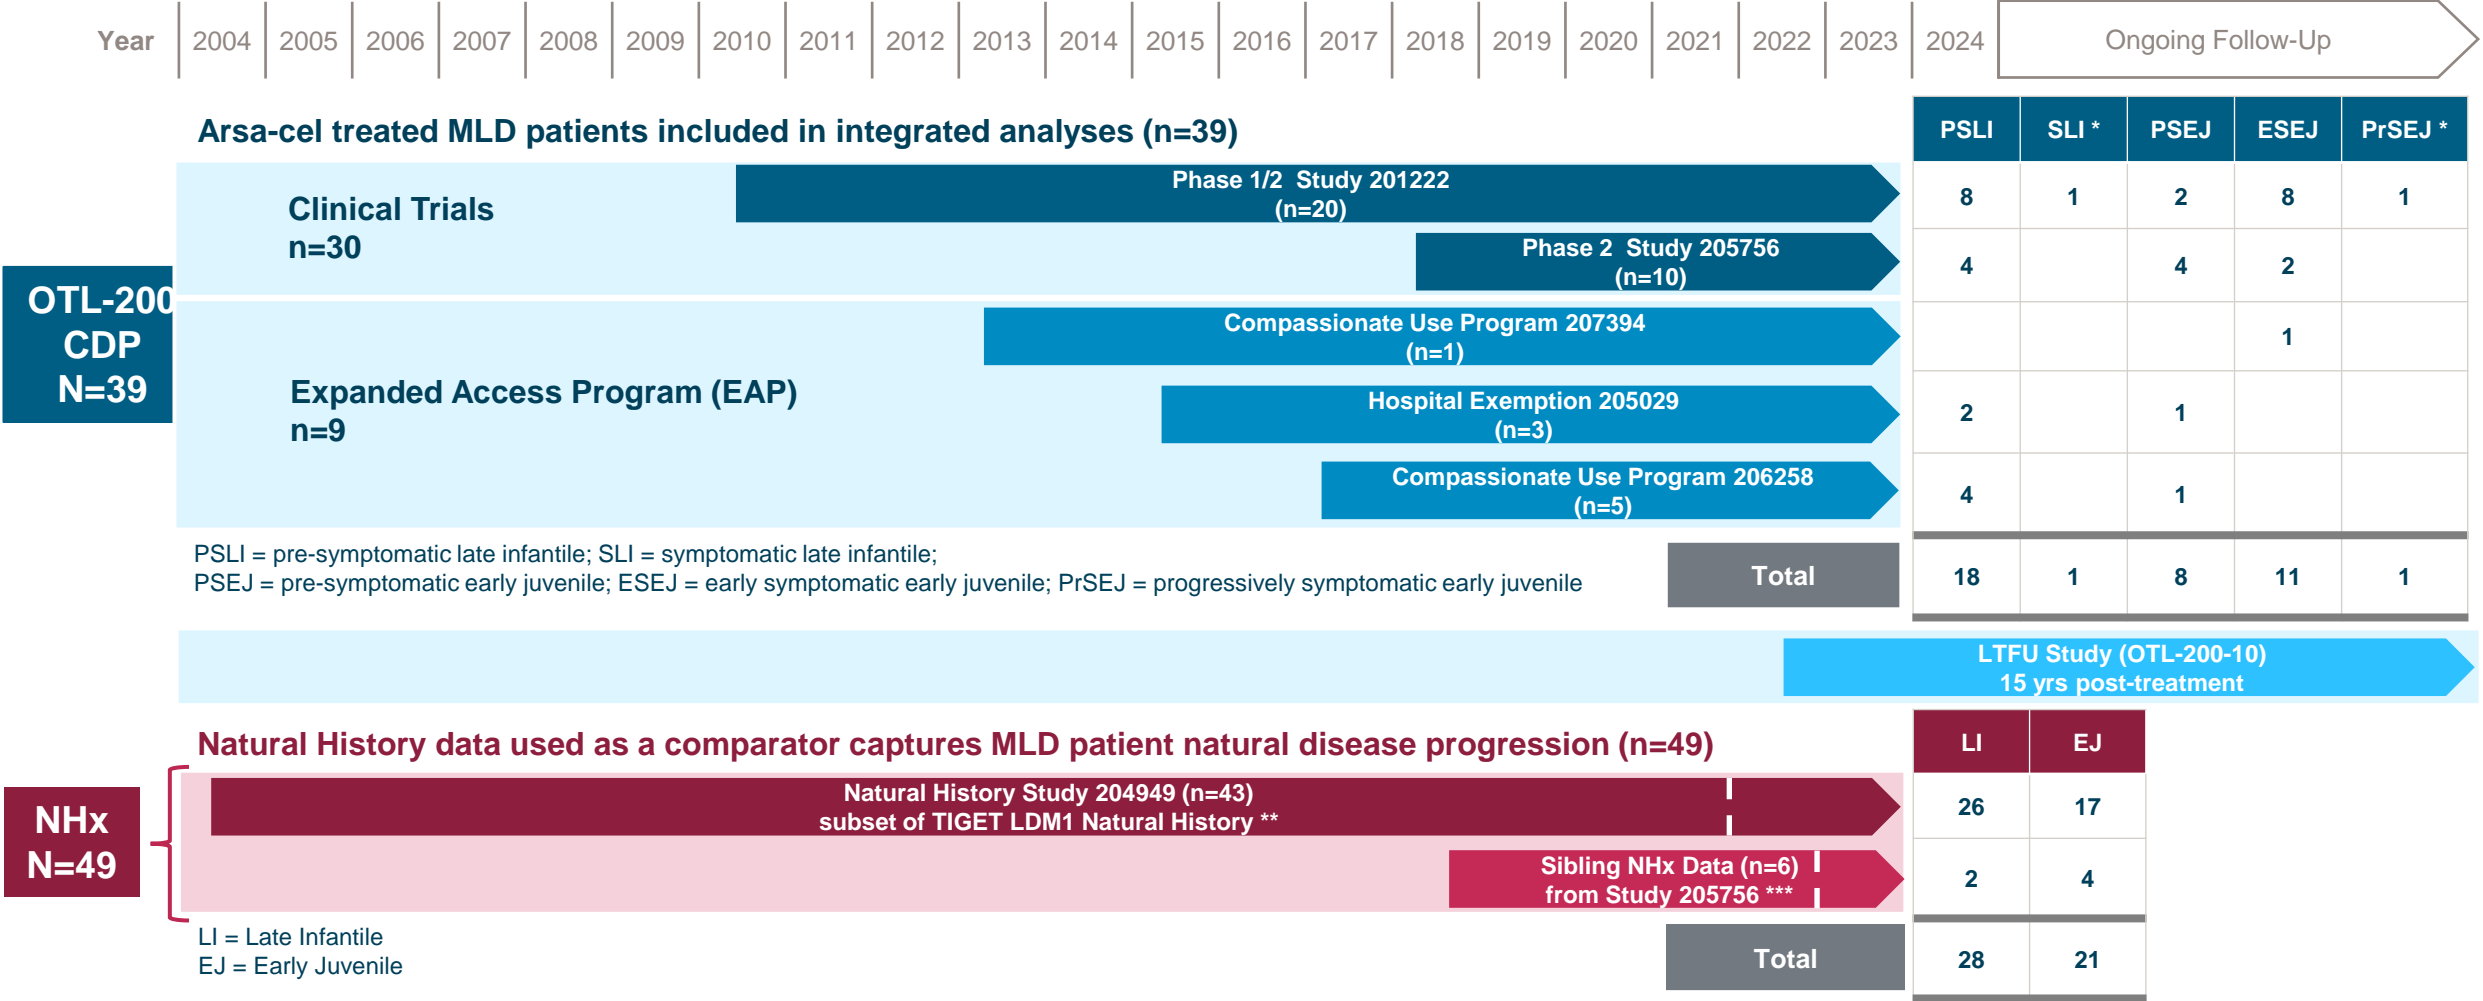 Year 2004 2005 2006 2007 2008 2009 2010 2011 2012 2013 2014 2015 2016 2017 2018 2019 2020 2021 2022 2023 2024 Ongoing Follow-Up
Arsa-cel treated MLD patients included in integrated analyses (n=39)
PSLI SLI * PSEJ ESEJ PrSEJ *
OTL-200
CDP
N=39
Clinical Trials
n=30
Phase 1/2 Study 201222
(n=20)
8 1 2 8 1
Phase 2 Study 205756
(n=10)
4 4 2
Expanded Access Program (EAP)
n=9
Compassionate Use Program 207394
(n=1)
1
Hospital Exemption 205029
(n=3)
2 1
Compassionate Use Program 206258
(n=5)
4 1
PSLI = pre-symptomatic late infantile; SLI = symptomatic late infantile;
PSEJ = pre-symptomatic early juvenile; ESEJ = early symptomatic early juvenile; PrSEJ = progressively symptomatic early juvenile
Total 18 1 8 11 1
LTFU Study (OTL-200-10)
15 yrs post-treatment
Natural History data used as a comparator captures MLD patient natural disease progression (n=49)
LI EJ
NHx
N=49
Natural History Study 204949 (n=43)
subset of TIGET LDM1 Natural History **
26 17
Sibling NHx Data (n=6)
from Study 205756 ***
2 4
LI = Late Infantile
EJ = Early Juvenile
Total 28 21